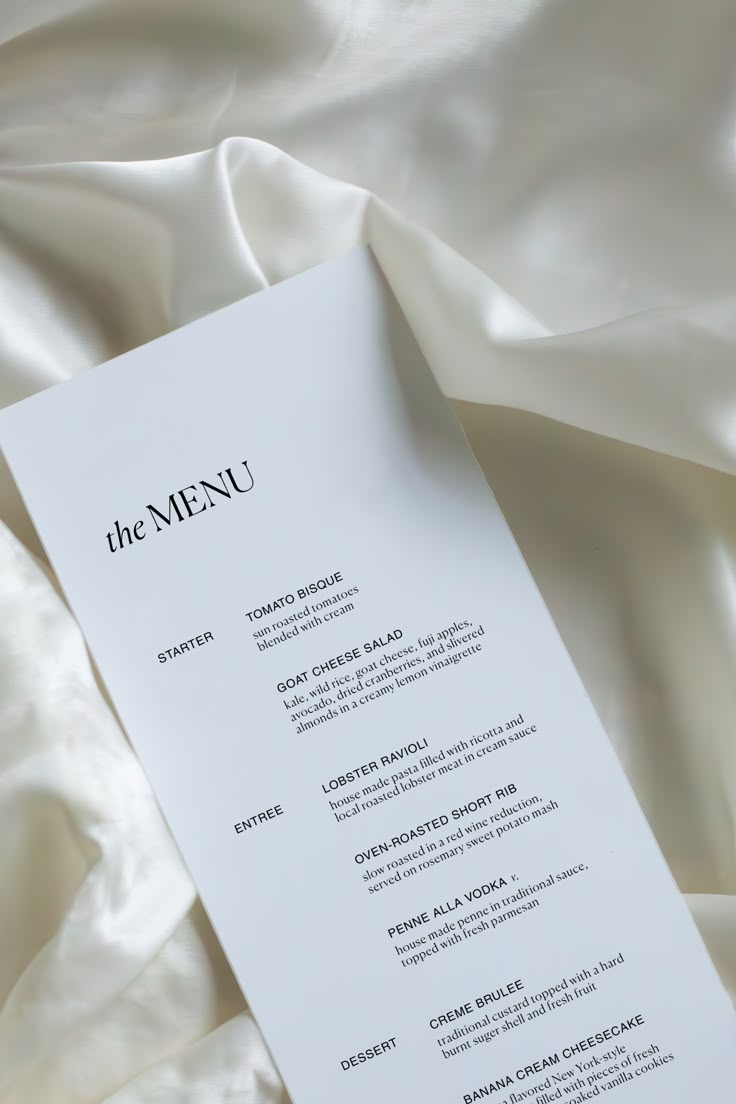 the MENU
STARTER
TOMATO BISQUE
sun roasted tomatoes
blended with cream
GOAT CHEESE SALAD
kale, wild rice, goat cheese, fuji apples,
avocado, dried cranberries, and slivered
almonds in a creamy lemon vinaigrette
ENTREE
LOBSTER RAVIOLI
house made pasta filled with ricotta and
local roasted lobster meat in cream sauce
OVEN-ROASTED SHORT RIB
slow roasted in a red wine reduction,
served on rosemary sweet potato mash
PENNE ALLA VODKA v.
house made penne in traditional sauce,
topped with fresh parmesan
DESSERT
CREME BRULEE
traditional custard topped with a hard
burnt suger shell and fresh fruit
BANANA CREAM CHEESECAKE
flavored New York-style
filled with pieces of fresh
vanilla cookies